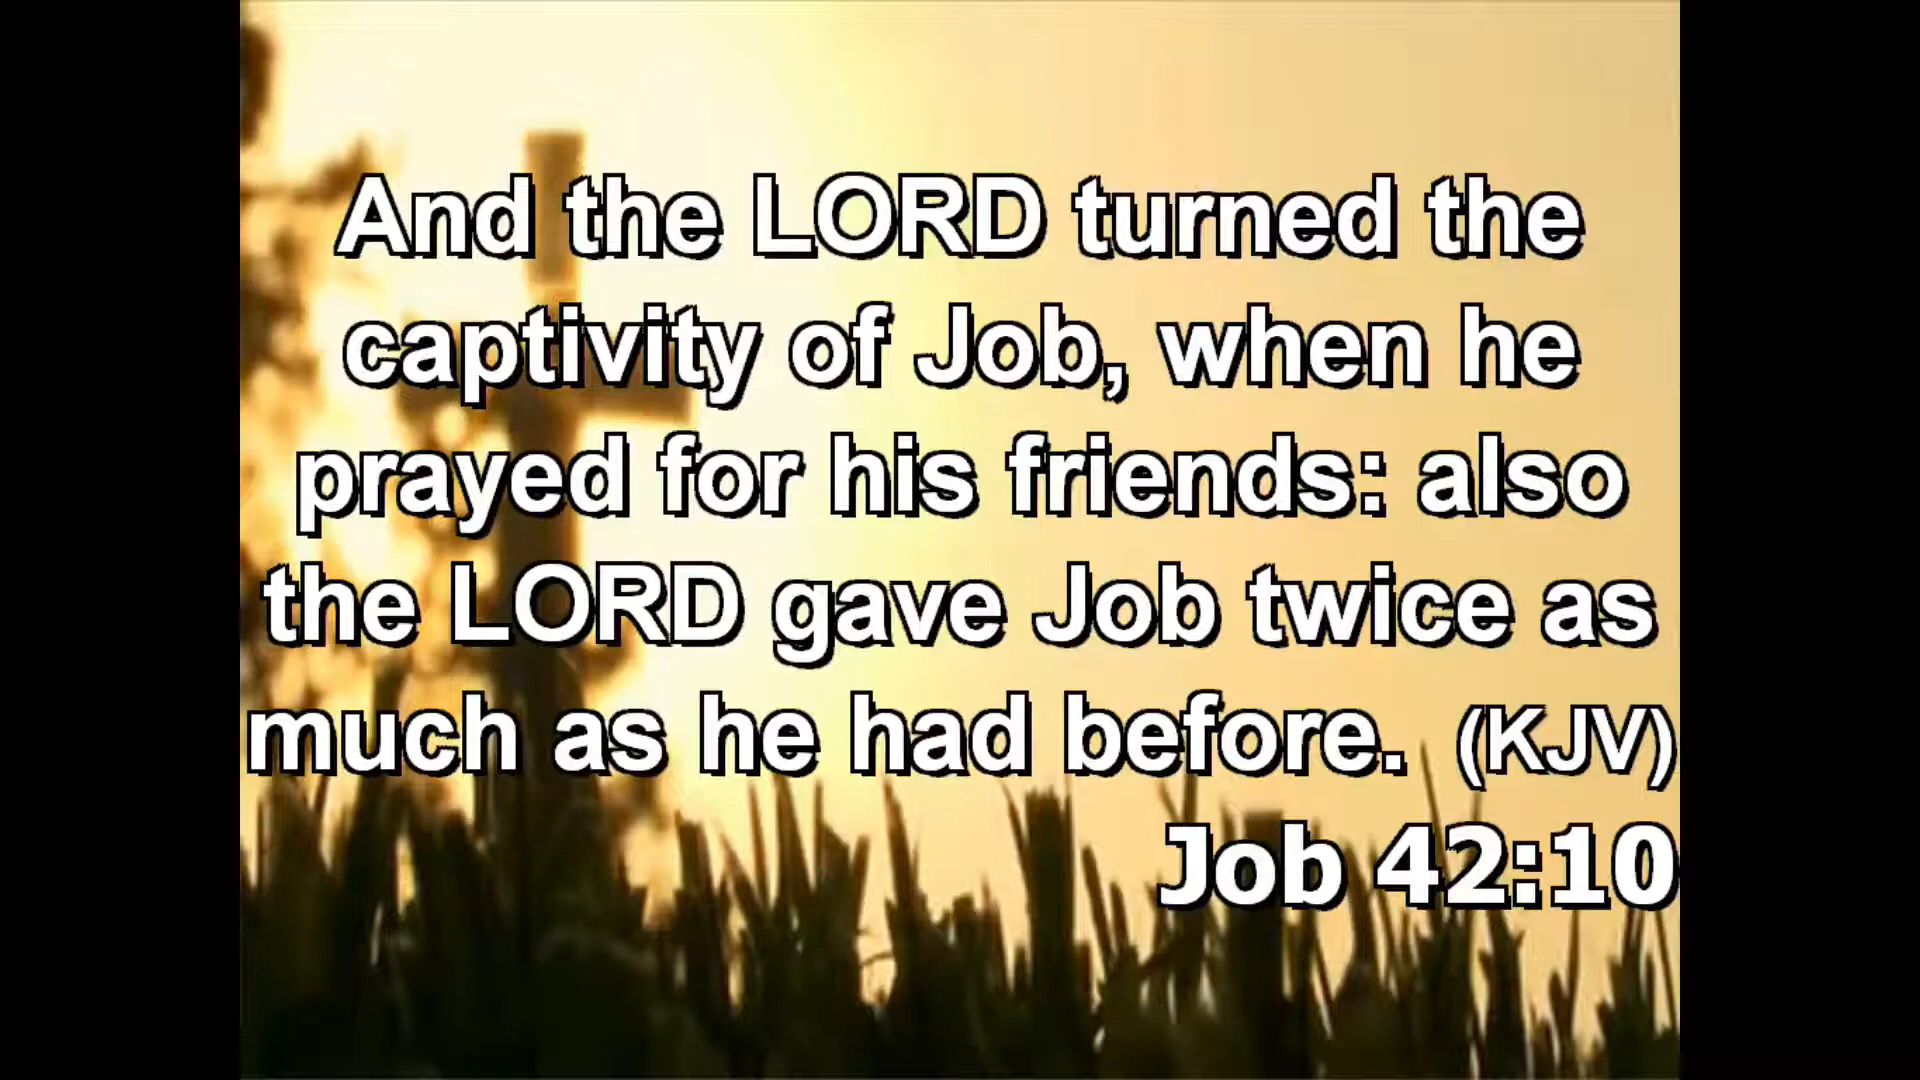 And the LORD turned the
captivity of Job, when he
prayed for his friends: also
the LORD gave Job twice as
much as he had before. (KJV)
Job 42:10